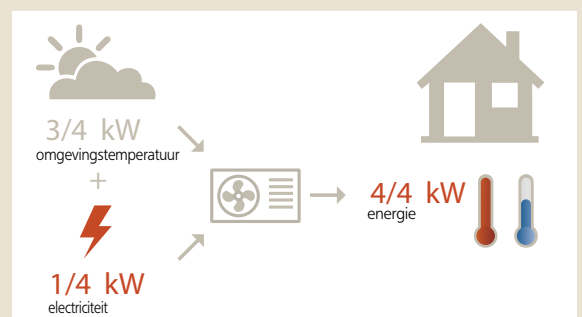 3/4 kW
omgevingstemperatuur
+
1/4 kW
electriciteit
4/4 kW
energie